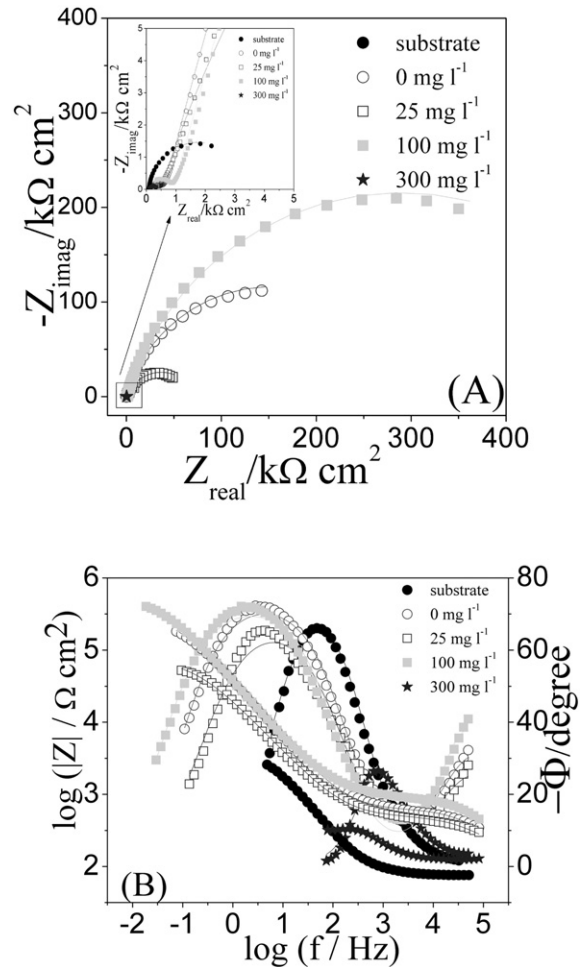 400
300
200
100
0
-Z_imag/kΩ cm²
0 100 200 300 400
Z_real/kΩ cm²
substrate
0 mg l⁻¹
25 mg l⁻¹
100 mg l⁻¹
300 mg l⁻¹
(A)
5
4
3
2
1
0
-Z_imag/kΩ cm²
0 1 2 3 4 5
Z_real/kΩ cm²
substrate
0 mg l⁻¹
25 mg l⁻¹
100 mg l⁻¹
300 mg l⁻¹
6
5
4
3
2
log (|Z| / Ω cm²)
80
60
40
20
0
−Φ/degree
substrate
0 mg l⁻¹
25 mg l⁻¹
100 mg l⁻¹
300 mg l⁻¹
(B)
-2 -1 0 1 2 3 4 5
log (f / Hz)